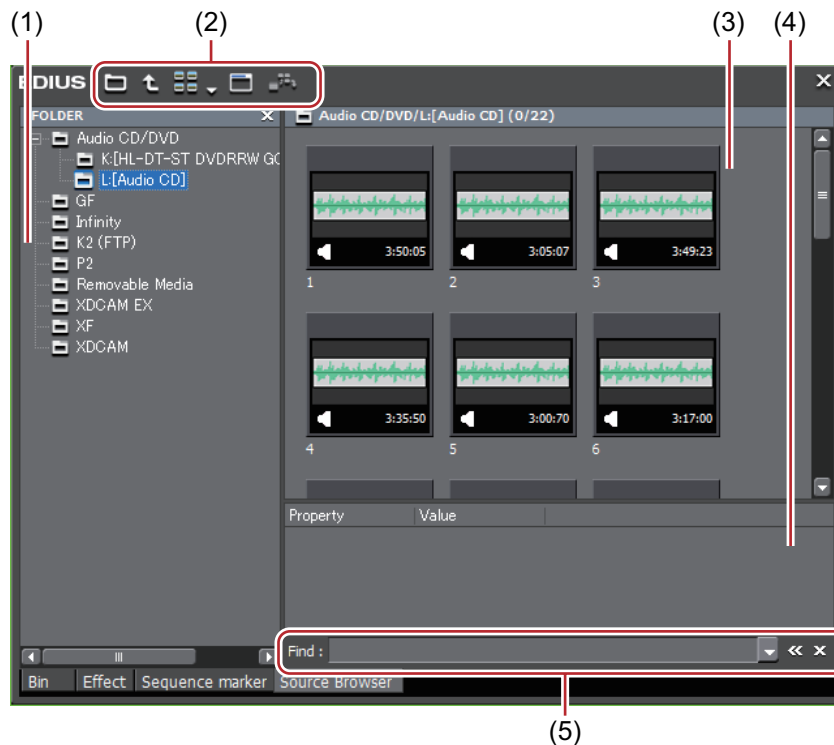 (1) (2) (3) (4)
EDIUS
FOLDER
Audio CD/DVD
K:[HL-DT-ST DVDRRW GC
L:[Audio CD]
GF
Infinity
K2 (FTP)
P2
Removable Media
XDCAM EX
XF
XDCAM
Audio CD/DVD/L:[Audio CD] (0/22)
3:50:05 3:05:07 3:49:23
1 2 3
3:35:50 3:00:70 3:17:00
4 5 6
Property Value
Find :
Bin Effect Sequence marker Source Browser
(5)